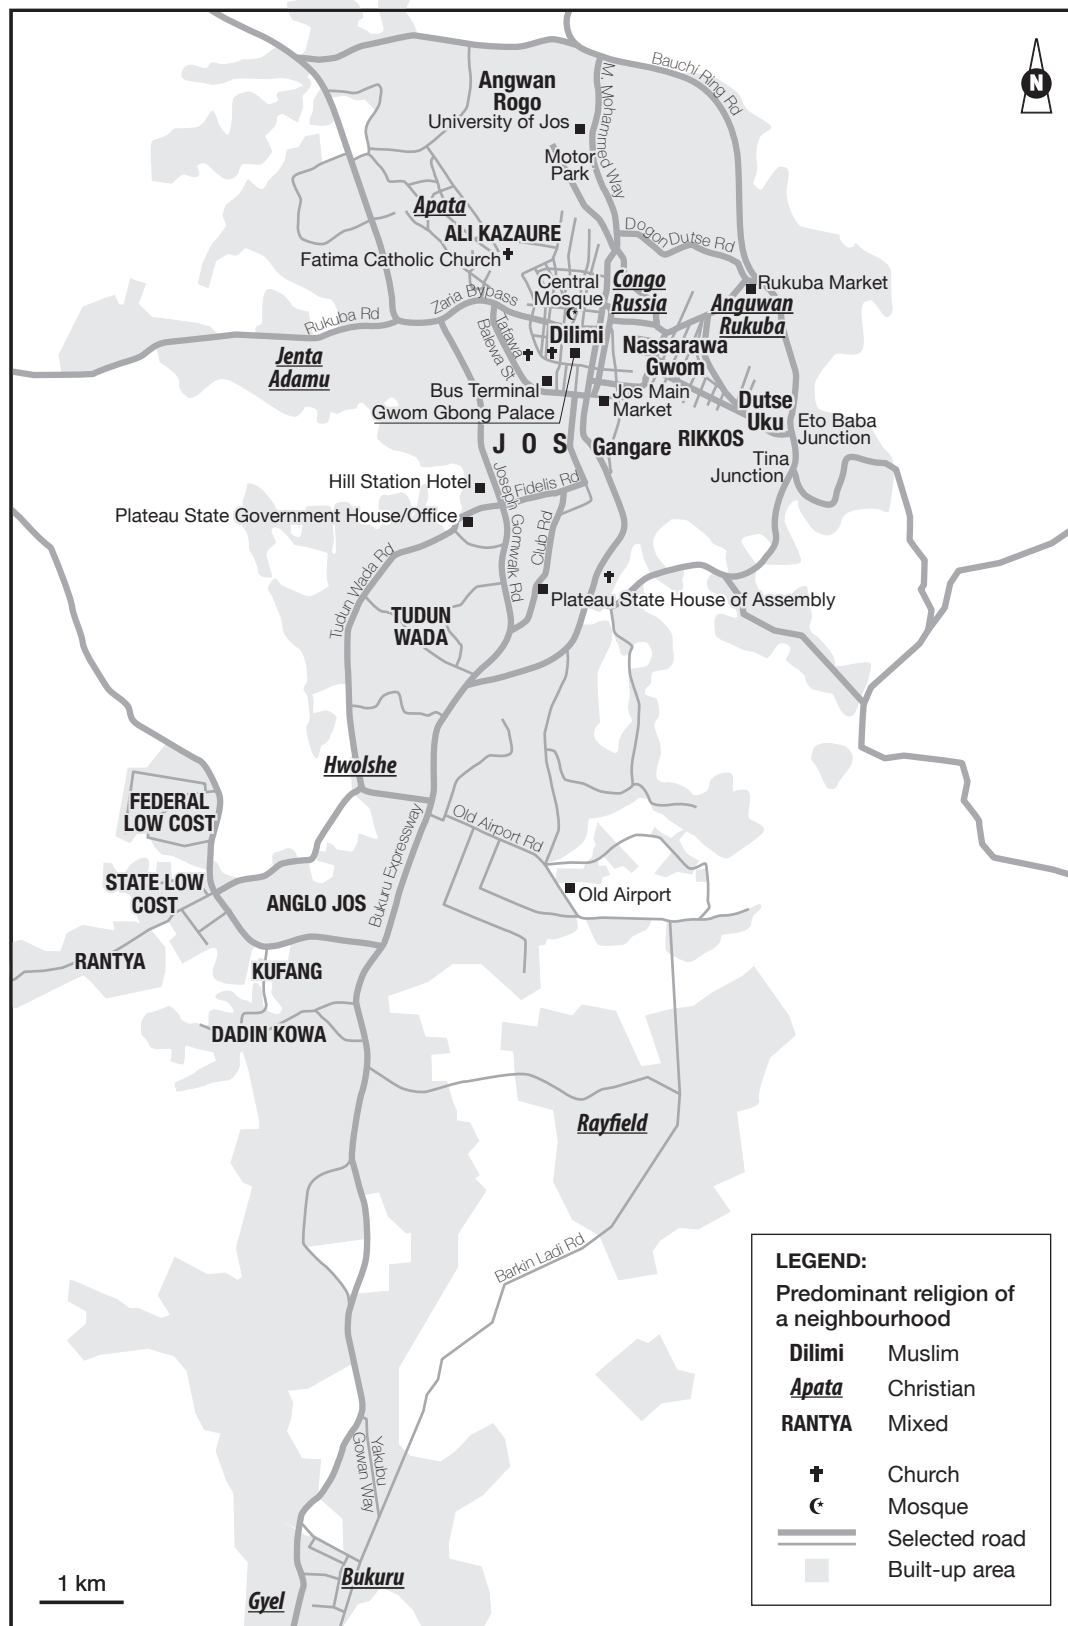 N
Bauchi Ring Rd
M. Mohammed Way
Angwan
Rogo
University of Jos
Motor
Park
Apata
ALI KAZAURE
Fatima Catholic Church
Dogon Dutse Rd
Central
Mosque
Congo
Russia
Rukuba Market
Anguwan
Rukuba
Zaria Bypass
Rukuba Rd
Tafawa
Balewa St.
Dilimi
Nassarawa
Gwom
Jenta
Adamu
Bus Terminal
Gwom Gbong Palace
Jos Main
Market
Dutse
Uku
Eto Baba
Junction
JOS
Gangare
RIKKOS
Tina
Junction
Hill Station Hotel
Fidelis Rd
Plateau State Government House/Office
Joseph Gomwalk Rd
Club Rd
Tudun Wada Rd
Plateau State House of Assembly
TUDUN
WADA
Hwolshe
FEDERAL
LOW COST
Old Airport Rd
Bukuru Expressway
STATE LOW
COST
ANGLO JOS
Old Airport
RANTYA
KUFANG
DADIN KOWA
Rayfield
Barkin Ladi Rd
Yakubu
Gowan Way
Bukuru
Gyel
1 km
LEGEND:
Predominant religion of
a neighbourhood
Dilimi Muslim
Apata Christian
RANTYA Mixed
Church
Mosque
Selected road
Built-up area